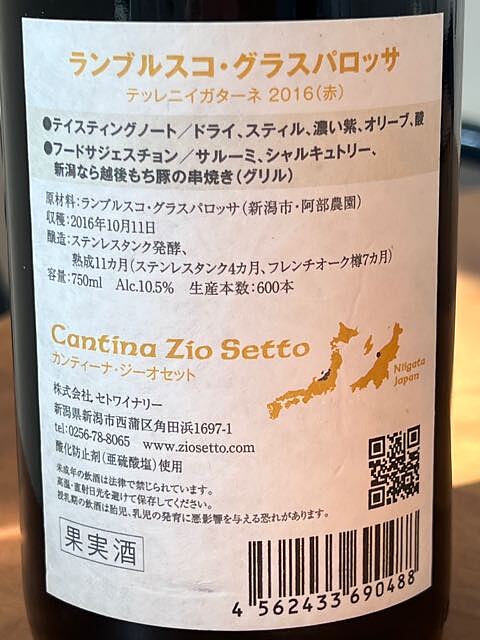 ランブルスコ・グラスパロッサ
テッレニイガターネ 2016(赤)
●テイスティングノート/ドライ、スティル、濃い紫、オリーブ、酸
●フードサジェスチョン/サルーミ、シャルキュトリー、
新潟なら越後もち豚の串焼き(グリル)
原材料:ランブルスコ・グラスパロッサ(新潟市・阿部農園)
収穫:2016年10月11日
醸造:ステンレスタンク発酵、
熟成11カ月(ステンレスタンク4カ月、フレンチオーク樽7カ月)
容量:750ml Alc.10.5% 生産本数:600本
Cantina Zio Setto
カンティーナ・ジーオセット
Niigata
Japan
株式会社 セトワイナリー
新潟県新潟市西蒲区角田浜1697-1
tel:0256-78-8065 www.ziosetto.com
酸化防止剤(亜硫酸塩)使用
未成年の飲酒は法律で禁じられています。
高温・直射日光を避けて保存してください。
授乳期の飲酒は胎児、乳児の発育に悪影響を与える恐れがあります。
果実酒
4 562433 690488